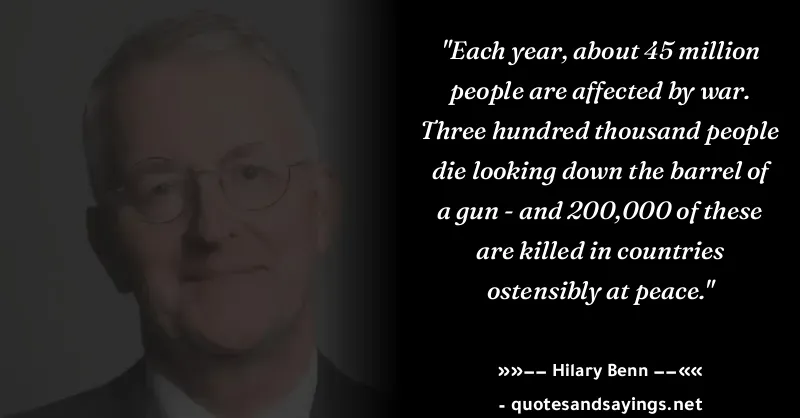 "Each year, about 45 million
people are affected by war.
Three hundred thousand people
die looking down the barrel of
a gun - and 200,000 of these
are killed in countries
ostensibly at peace."
»»−− Hilary Benn −−««
- quotesandsayings.net